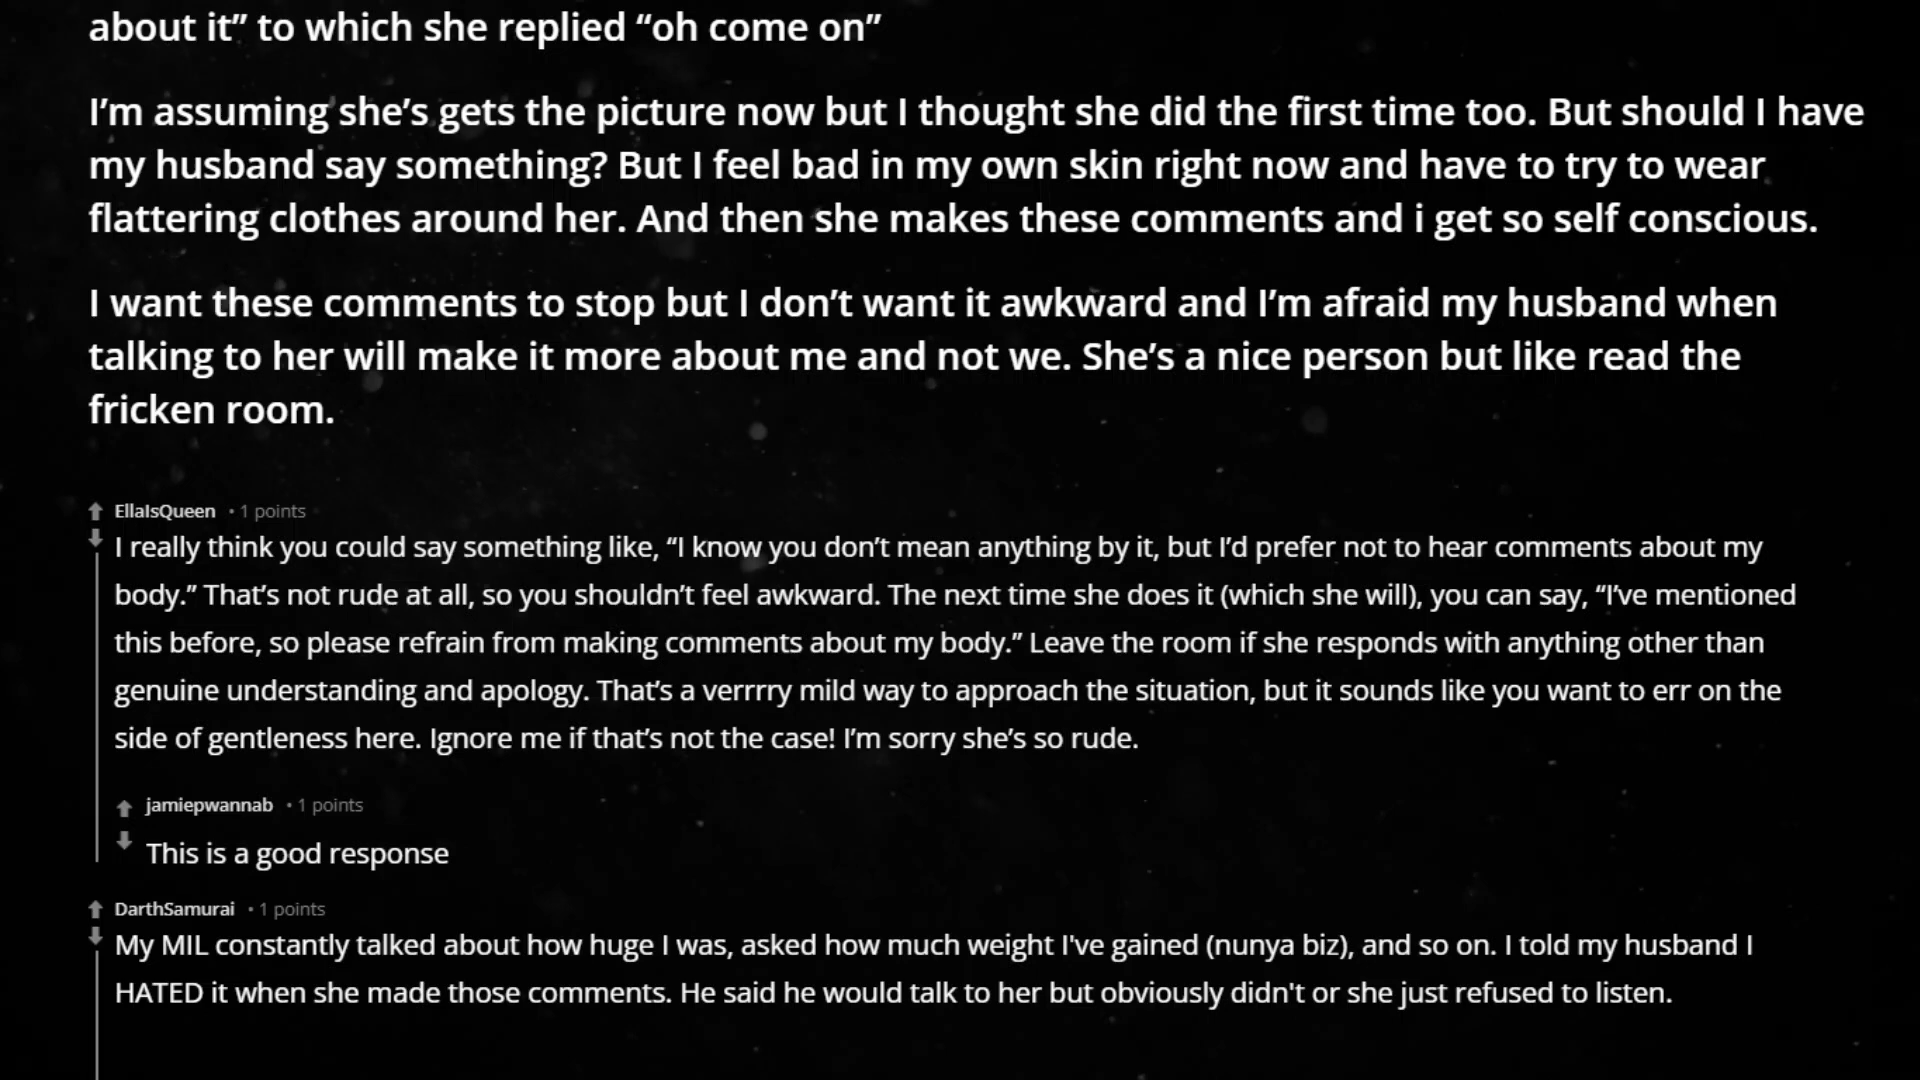 about it” to which she replied “oh come on”
I’m assuming she’s gets the picture now but I thought she did the first time too. But should I have
my husband say something? But I feel bad in my own skin right now and have to try to wear
flattering clothes around her. And then she makes these comments and i get so self conscious.
I want these comments to stop but I don’t want it awkward and I’m afraid my husband when
talking to her will make it more about me and not we. She’s a nice person but like read the
fricken room.
EllaIsQueen • 1 points
I really think you could say something like, “I know you don’t mean anything by it, but I’d prefer not to hear comments about my
body.” That’s not rude at all, so you shouldn’t feel awkward. The next time she does it (which she will), you can say, “I’ve mentioned
this before, so please refrain from making comments about my body.” Leave the room if she responds with anything other than
genuine understanding and apology. That’s a verrrry mild way to approach the situation, but it sounds like you want to err on the
side of gentleness here. Ignore me if that’s not the case! I’m sorry she’s so rude.
jamiepwannab • 1 points
This is a good response
DarthSamurai • 1 points
My MIL constantly talked about how huge I was, asked how much weight I've gained (nunya biz), and so on. I told my husband I
HATED it when she made those comments. He said he would talk to her but obviously didn't or she just refused to listen.